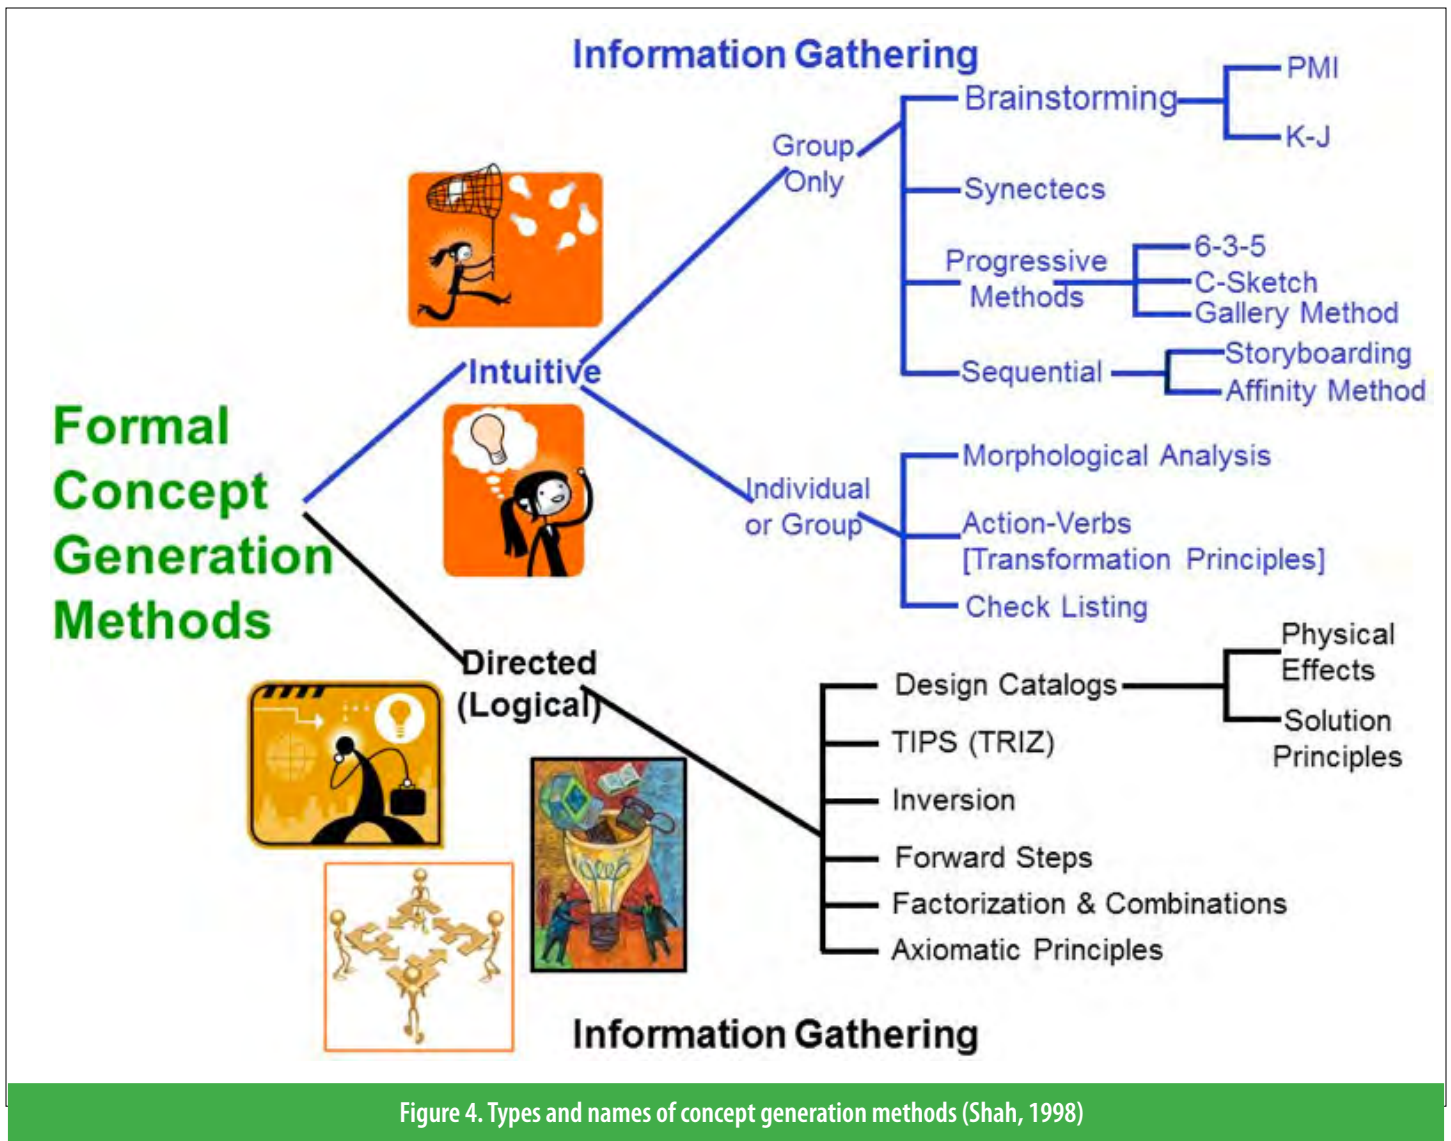 Information Gathering
Brainstorming
PMI
K-J
Group
Only
Synectecs
Progressive
Methods
6-3-5
C-Sketch
Gallery Method
Sequential
Storyboarding
Affinity Method
Intuitive
Formal
Concept
Generation
Methods
Individual
or Group
Morphological Analysis
Action-Verbs
[Transformation Principles]
Check Listing
Directed
(Logical)
Design Catalogs
Physical
Effects
Solution
Principles
TIPS (TRIZ)
Inversion
Forward Steps
Factorization & Combinations
Axiomatic Principles
Information Gathering
Figure 4. Types and names of concept generation methods (Shah, 1998)